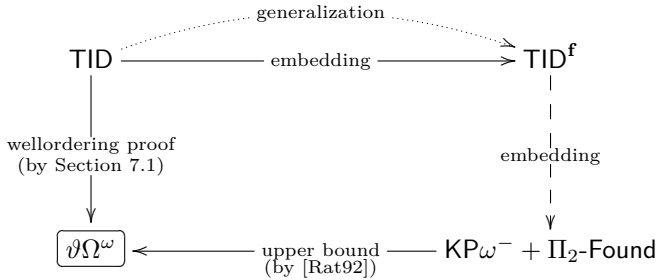 generalization
TID embedding TIDᶠ
wellordering proof
(by Section 7.1)
embedding
ϑΩ^ω upper bound KPω⁻ + Π₂-Found
(by [Rat92])